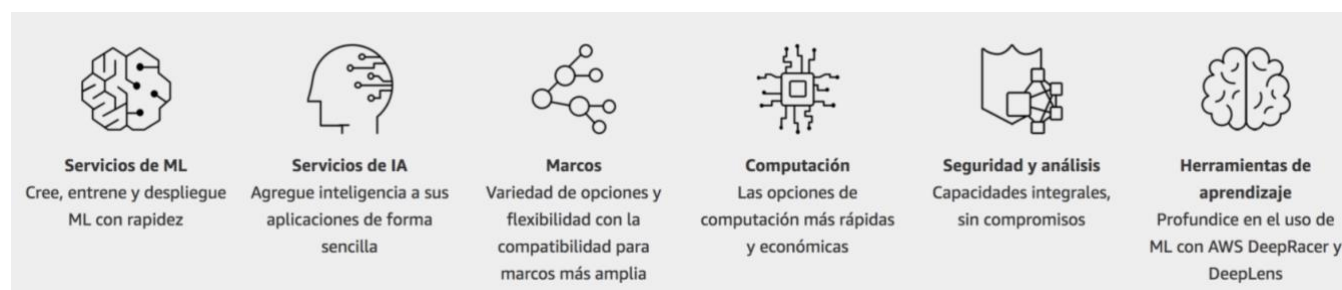 Servicios de ML
Cree, entrene y despliegue
ML con rapidez
Servicios de IA
Agregue inteligencia a sus
aplicaciones de forma
sencilla
Marcos
Variedad de opciones y
flexibilidad con la
compatibilidad para
marcos más amplia
Computación
Las opciones de
computación más rápidas
y económicas
Seguridad y análisis
Capacidades integrales,
sin compromisos
Herramientas de
aprendizaje
Profundice en el uso de
ML con AWS DeepRacer y
DeepLens